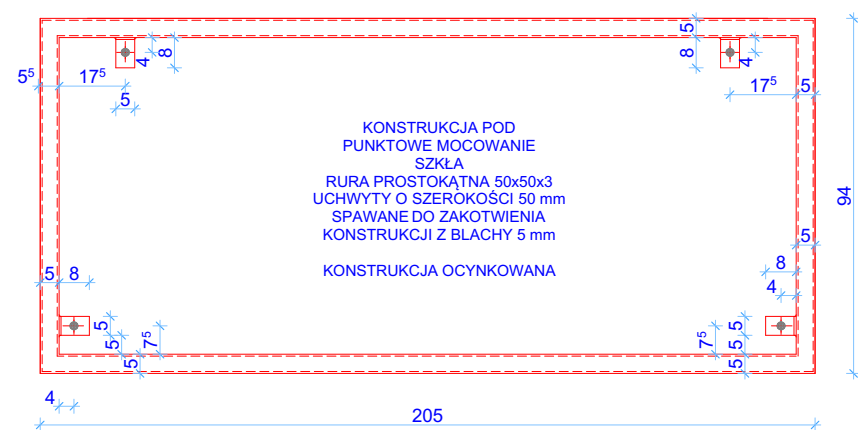 5
5⁵ 17⁵ 4 8 8 4
17⁵ 5
5
KONSTRUKCJA POD
PUNKTOWE MOCOWANIE
SZKŁA
RURA PROSTOKĄTNA 50x50x3
UCHWYTY O SZEROKOŚCI 50 mm
SPAWANE DO ZAKOTWIENIA
KONSTRUKCJI Z BLACHY 5 mm
KONSTRUKCJA OCYNKOWANA
94
5
5 8
8
4
5 5 5 7⁵
7⁵ 5 5 5
4
205